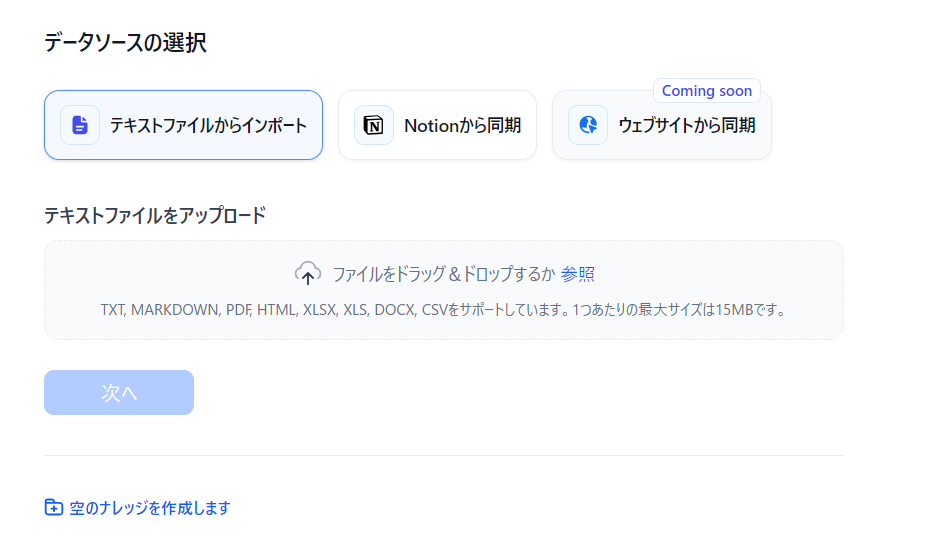 データソースの選択
Coming soon
テキストファイルからインポート
Notionから同期
ウェブサイトから同期
テキストファイルをアップロード
ファイルをドラッグ&ドロップするか 参照
TXT, MARKDOWN, PDF, HTML, XLSX, XLS, DOCX, CSVをサポートしています。1つあたりの最大サイズは15MBです。
次へ
空のナレッジを作成します